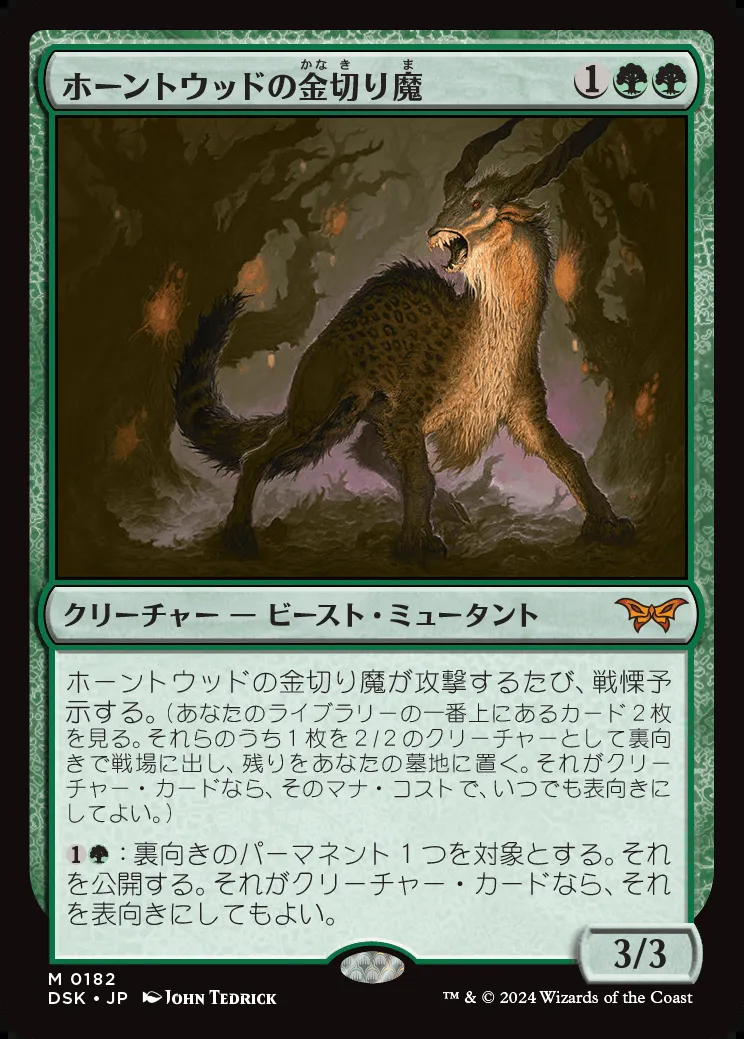 かなき ま
ホーントウッドの金切り魔 1
クリーチャー — ビースト・ミュータント
ホーントウッドの金切り魔が攻撃するたび、戦慄予
示する。（あなたのライブラリーの一番上にあるカード２枚
を見る。それらのうち１枚を２/２のクリーチャーとして裏向
きで戦場に出し、残りをあなたの墓地に置く。それがクリー
チャー・カードなら、そのマナ・コストで、いつでも表向きに
してよい。）
1：裏向きのパーマネント１つを対象とする。それ
を公開する。それがクリーチャー・カードなら、それ
を表向きにしてもよい。
3/3
M 0182
DSK • JP JOHN TEDRICK
™ & © 2024 Wizards of the Coast